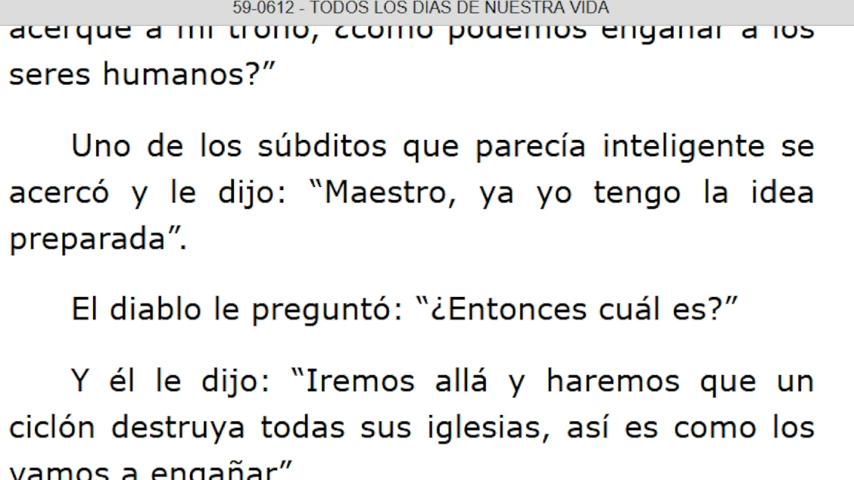 59-0612 - TODOS LOS DIAS DE NUESTRA VIDA
acerque a mi trono, ¿cómo podemos engañar a los
seres humanos?”
Uno de los súbditos que parecía inteligente se
acercó y le dijo: “Maestro, ya yo tengo la idea
preparada”.
El diablo le preguntó: “¿Entonces cuál es?”
Y él le dijo: “Iremos allá y haremos que un
ciclón destruya todas sus iglesias, así es como los
vamos a engañar”